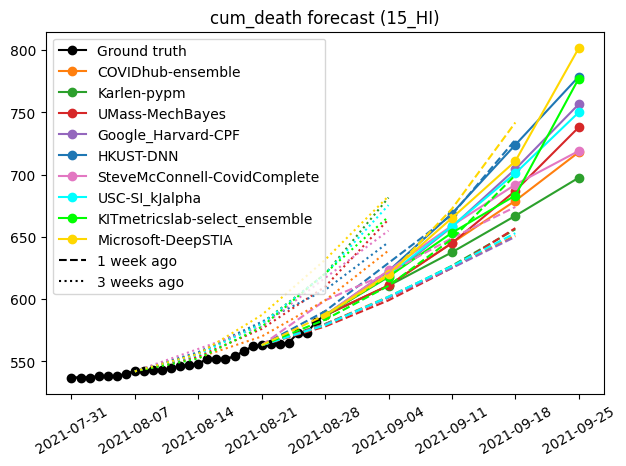 cum_death forecast (15_HI)
800
750
700
650
600
550
Ground truth
COVIDhub-ensemble
Karlen-pypm
UMass-MechBayes
Google_Harvard-CPF
HKUST-DNN
SteveMcConnell-CovidComplete
USC-SI_kJalpha
KITmetricslab-select_ensemble
Microsoft-DeepSTIA
1 week ago
3 weeks ago
2021-07-31
2021-08-07
2021-08-14
2021-08-21
2021-08-28
2021-09-04
2021-09-11
2021-09-18
2021-09-25